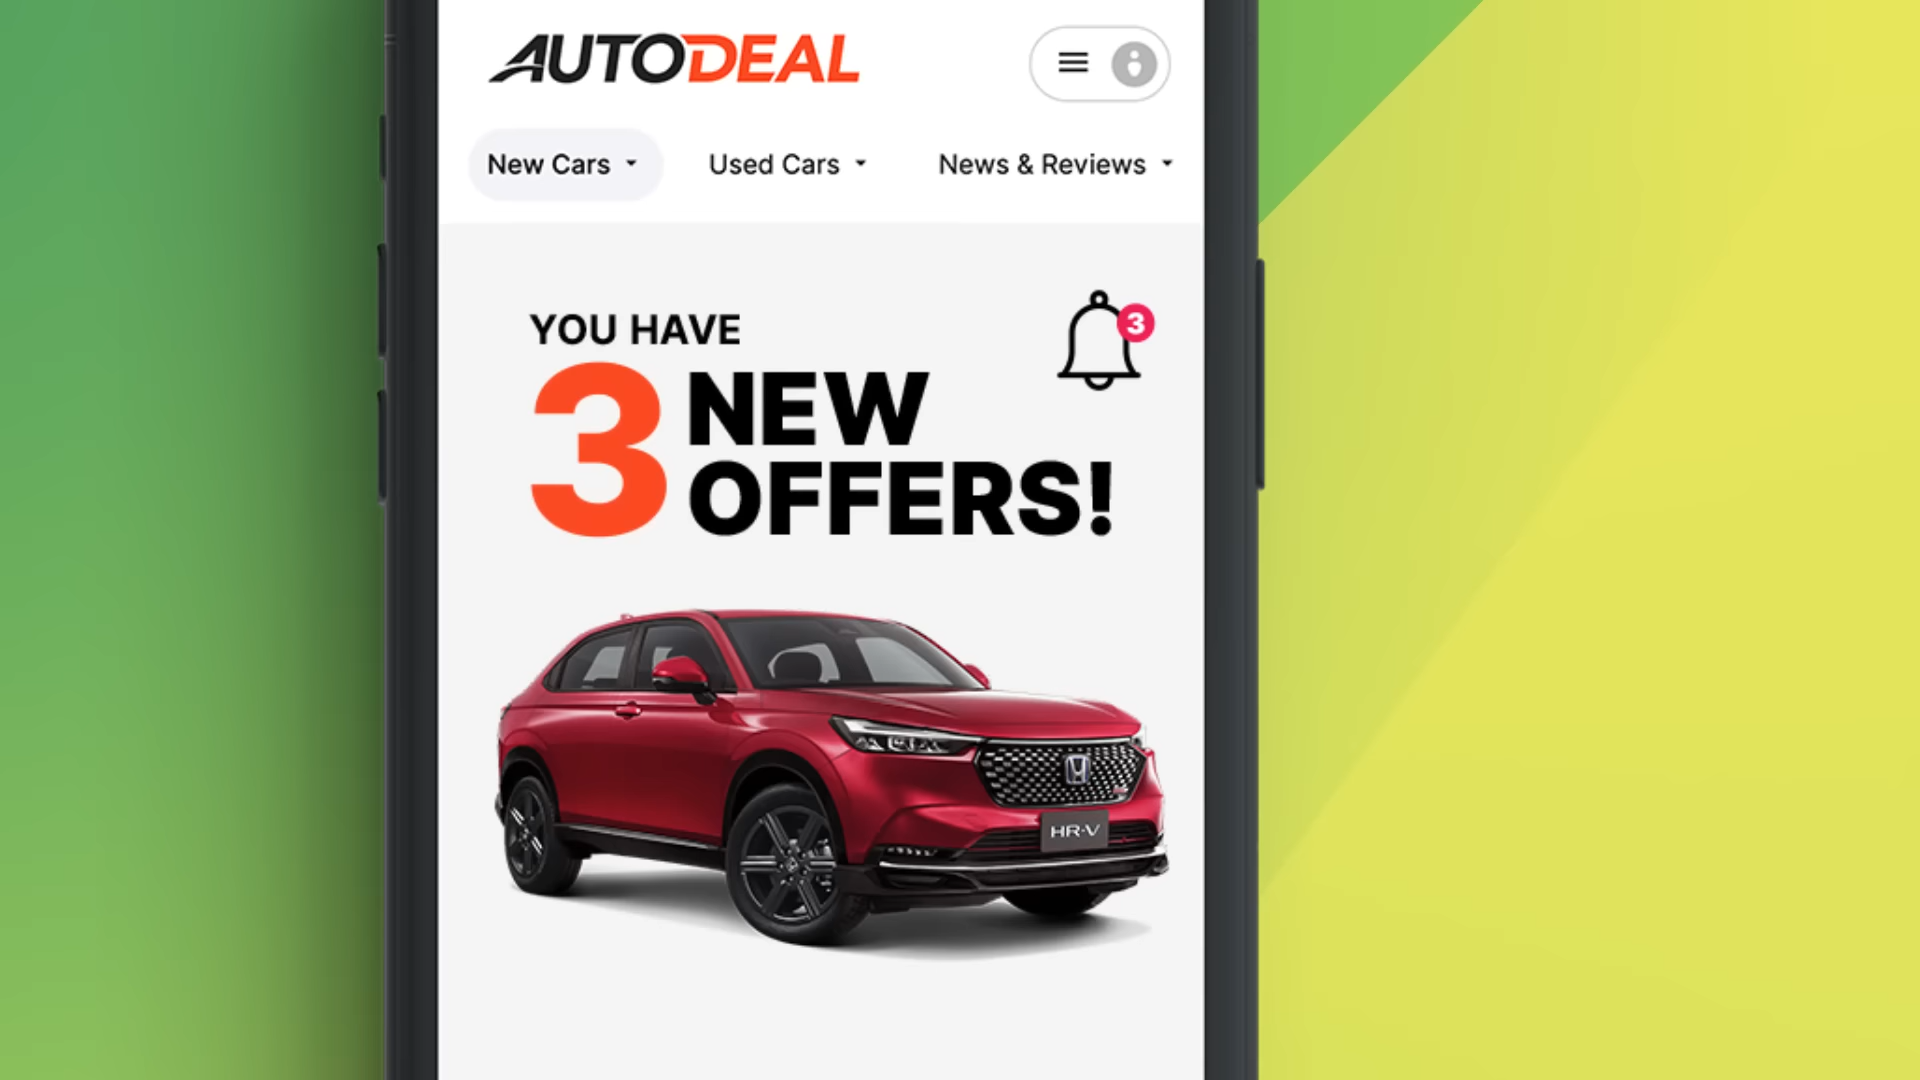 AUTODEAL
New Cars
Used Cars
News & Reviews
YOU HAVE
3
3 NEW
OFFERS!
HR-V